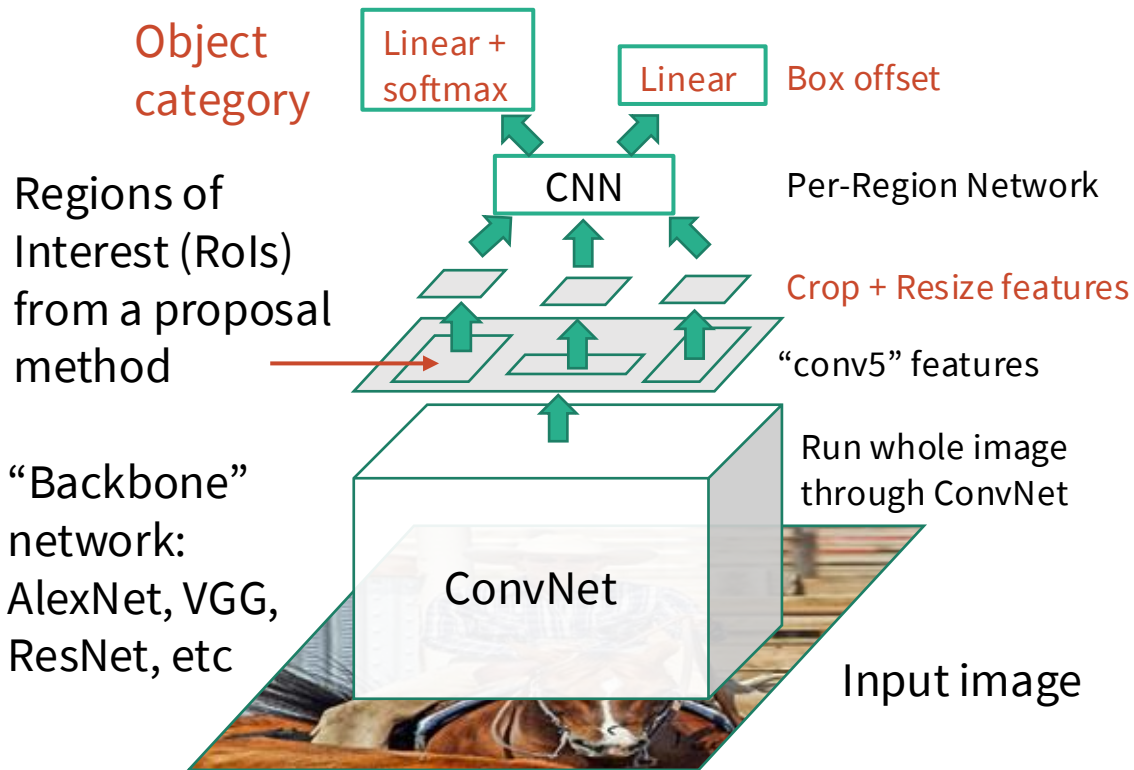 Object
category
Linear +
softmax
Linear
Box offset
CNN
Per-Region Network
Regions of
Interest (RoIs)
from a proposal
method
Crop + Resize features
“conv5” features
“Backbone”
network:
AlexNet, VGG,
ResNet, etc
Run whole image
through ConvNet
ConvNet
Input image